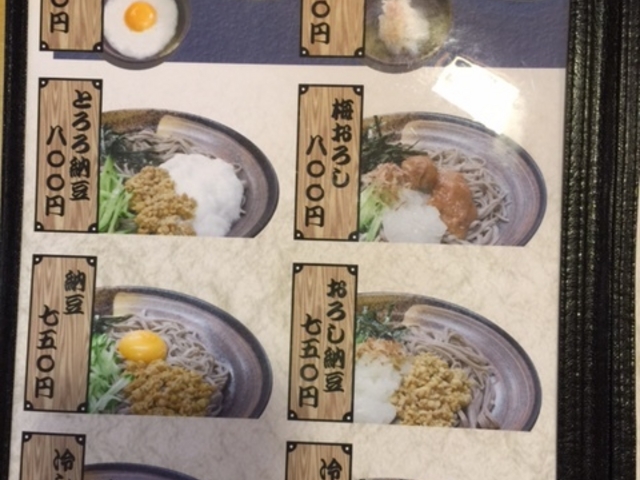 〇円
〇円
とろろ納豆
八〇〇円
梅おろし
八〇〇円
納豆
七五〇円
おろし納豆
七五〇円
冷
冷